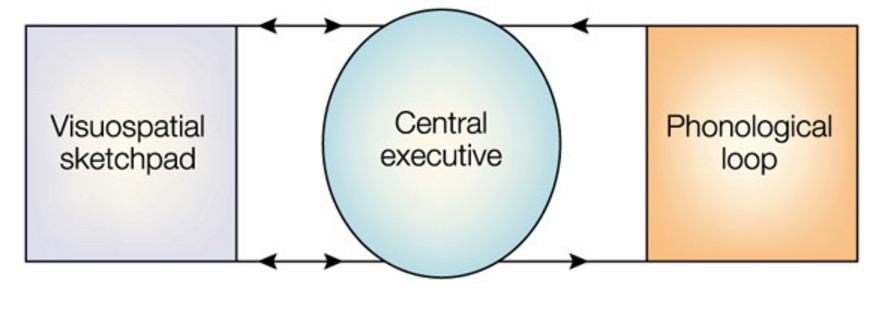 Visuospatial
sketchpad
Central
executive
Phonological
loop